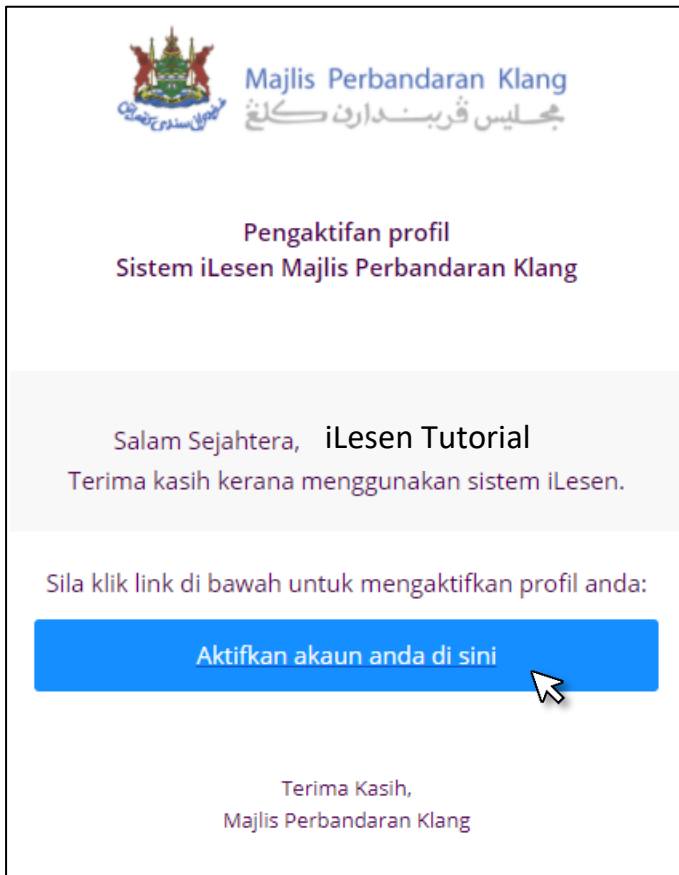 Majlis Perbandaran Klang
مجليس ڤربندارن کلڠ
Pengaktifan profil
Sistem iLesen Majlis Perbandaran Klang
Salam Sejahtera, iLesen Tutorial
Terima kasih kerana menggunakan sistem iLesen.
Sila klik link di bawah untuk mengaktifkan profil anda:
Aktifkan akaun anda di sini
Terima Kasih,
Majlis Perbandaran Klang